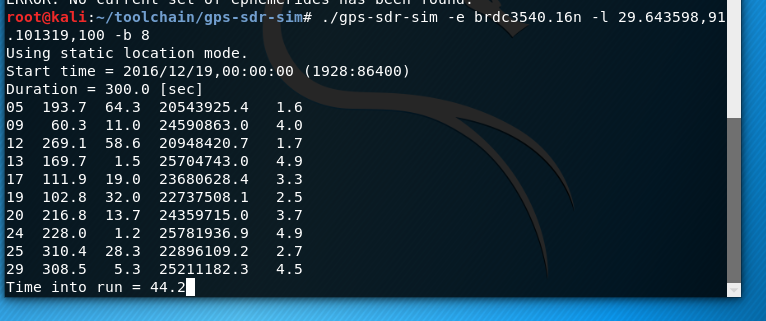 ERROR: No current set of ephemerides has been found.
root@kali:~/toolchain/gps-sdr-sim# ./gps-sdr-sim -e brdc3540.16n -l 29.643598,91
.101319,100 -b 8
Using static location mode.
Start time = 2016/12/19,00:00:00 (1928:86400)
Duration = 300.0 [sec]
05  193.7  64.3  20543925.4   1.6
09   60.3  11.0  24590863.0   4.0
12  269.1  58.6  20948420.7   1.7
13  169.7   1.5  25704743.0   4.9
17  111.9  19.0  23680628.4   3.3
19  102.8  32.0  22737508.1   2.5
20  216.8  13.7  24359715.0   3.7
24  228.0   1.2  25781936.9   4.9
25  310.4  28.3  22896109.2   2.7
29  308.5   5.3  25211182.3   4.5
Time into run = 44.2